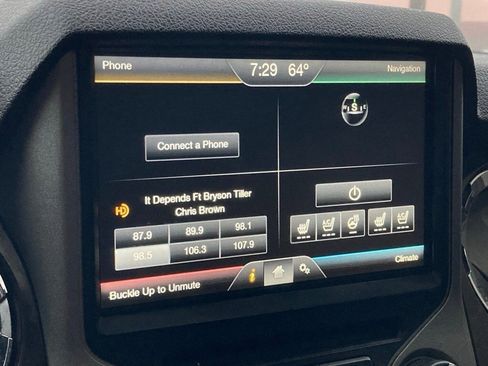 Phone
7:29 64°
Navigation
S
Connect a Phone
HD
It Depends Ft Bryson Tiller
Chris Brown
87.9 89.9 98.1
98.5 106.3 107.9
A/C A/C
Buckle Up to Unmute
i
Climate